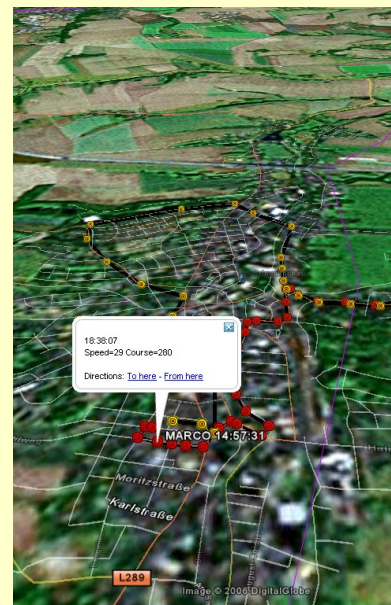 18:38:07
Speed=29 Course=280
Directions: To here - From here
MARCO 14:57:31
Moritzstraße
Karlstraße
L289
Image © 2006 DigitalGlobe